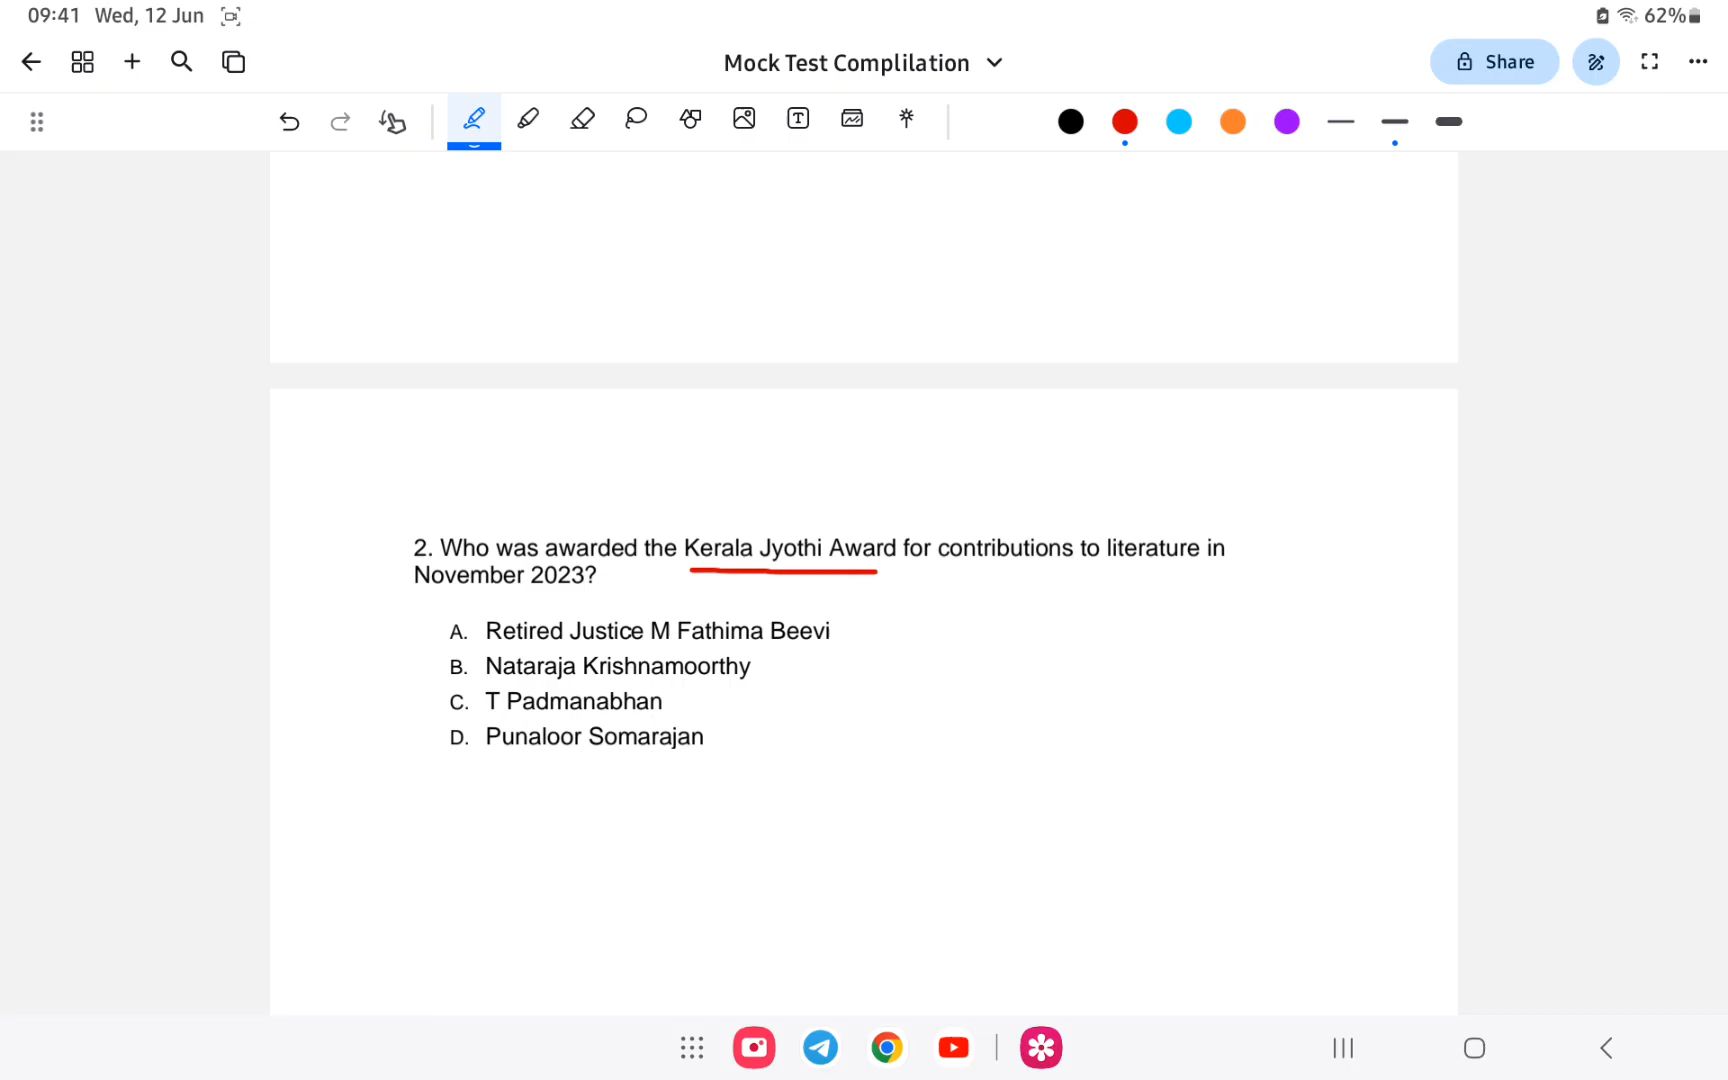 09:41 Wed, 12 Jun
62%
Mock Test Complilation
Share
2. Who was awarded the Kerala Jyothi Award for contributions to literature in
November 2023?
A. Retired Justice M Fathima Beevi
B. Nataraja Krishnamoorthy
C. T Padmanabhan
D. Punaloor Somarajan